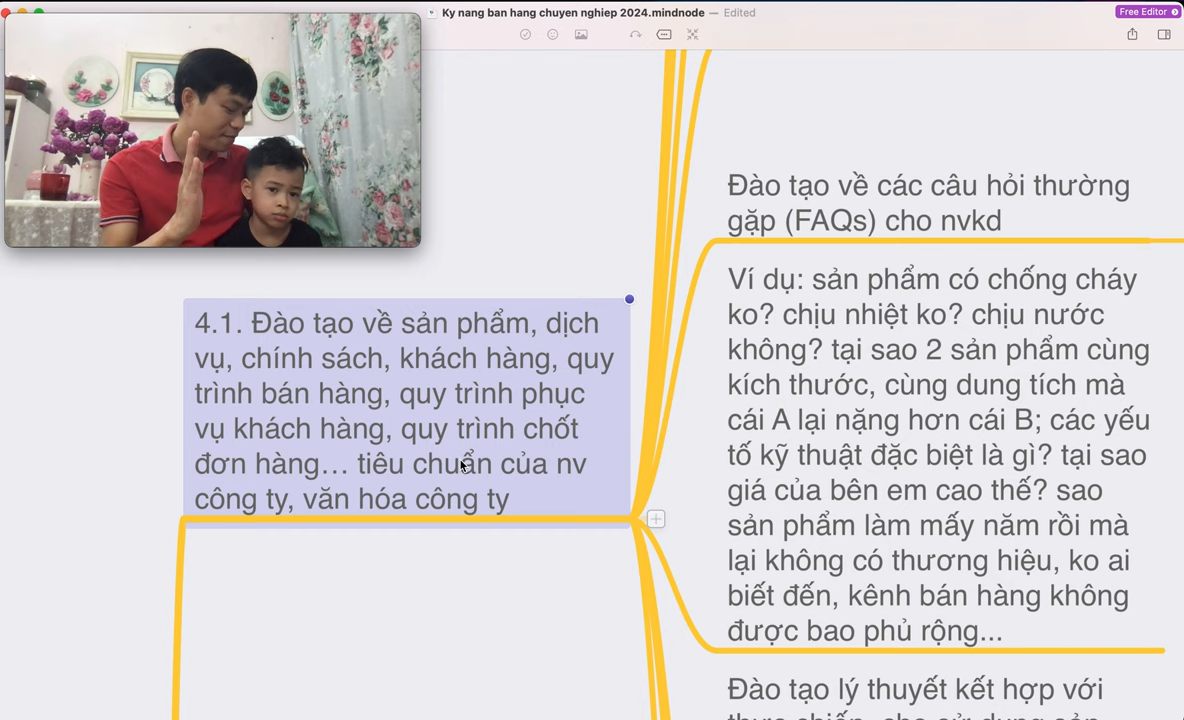 Ky nang ban hang chuyen nghiep 2024.mindnode — Edited
Free Editor
Đào tạo về các câu hỏi thường
gặp (FAQs) cho nvkd
Ví dụ: sản phẩm có chống cháy
ko? chịu nhiệt ko? chịu nước
không? tại sao 2 sản phẩm cùng
kích thước, cùng dung tích mà
cái A lại nặng hơn cái B; các yếu
tố kỹ thuật đặc biệt là gì? tại sao
giá của bên em cao thế? sao
sản phẩm làm mấy năm rồi mà
lại không có thương hiệu, ko ai
biết đến, kênh bán hàng không
được bao phủ rộng...
4.1. Đào tạo về sản phẩm, dịch
vụ, chính sách, khách hàng, quy
trình bán hàng, quy trình phục
vụ khách hàng, quy trình chốt
đơn hàng… tiêu chuẩn của nv
công ty, văn hóa công ty
Đào tạo lý thuyết kết hợp với